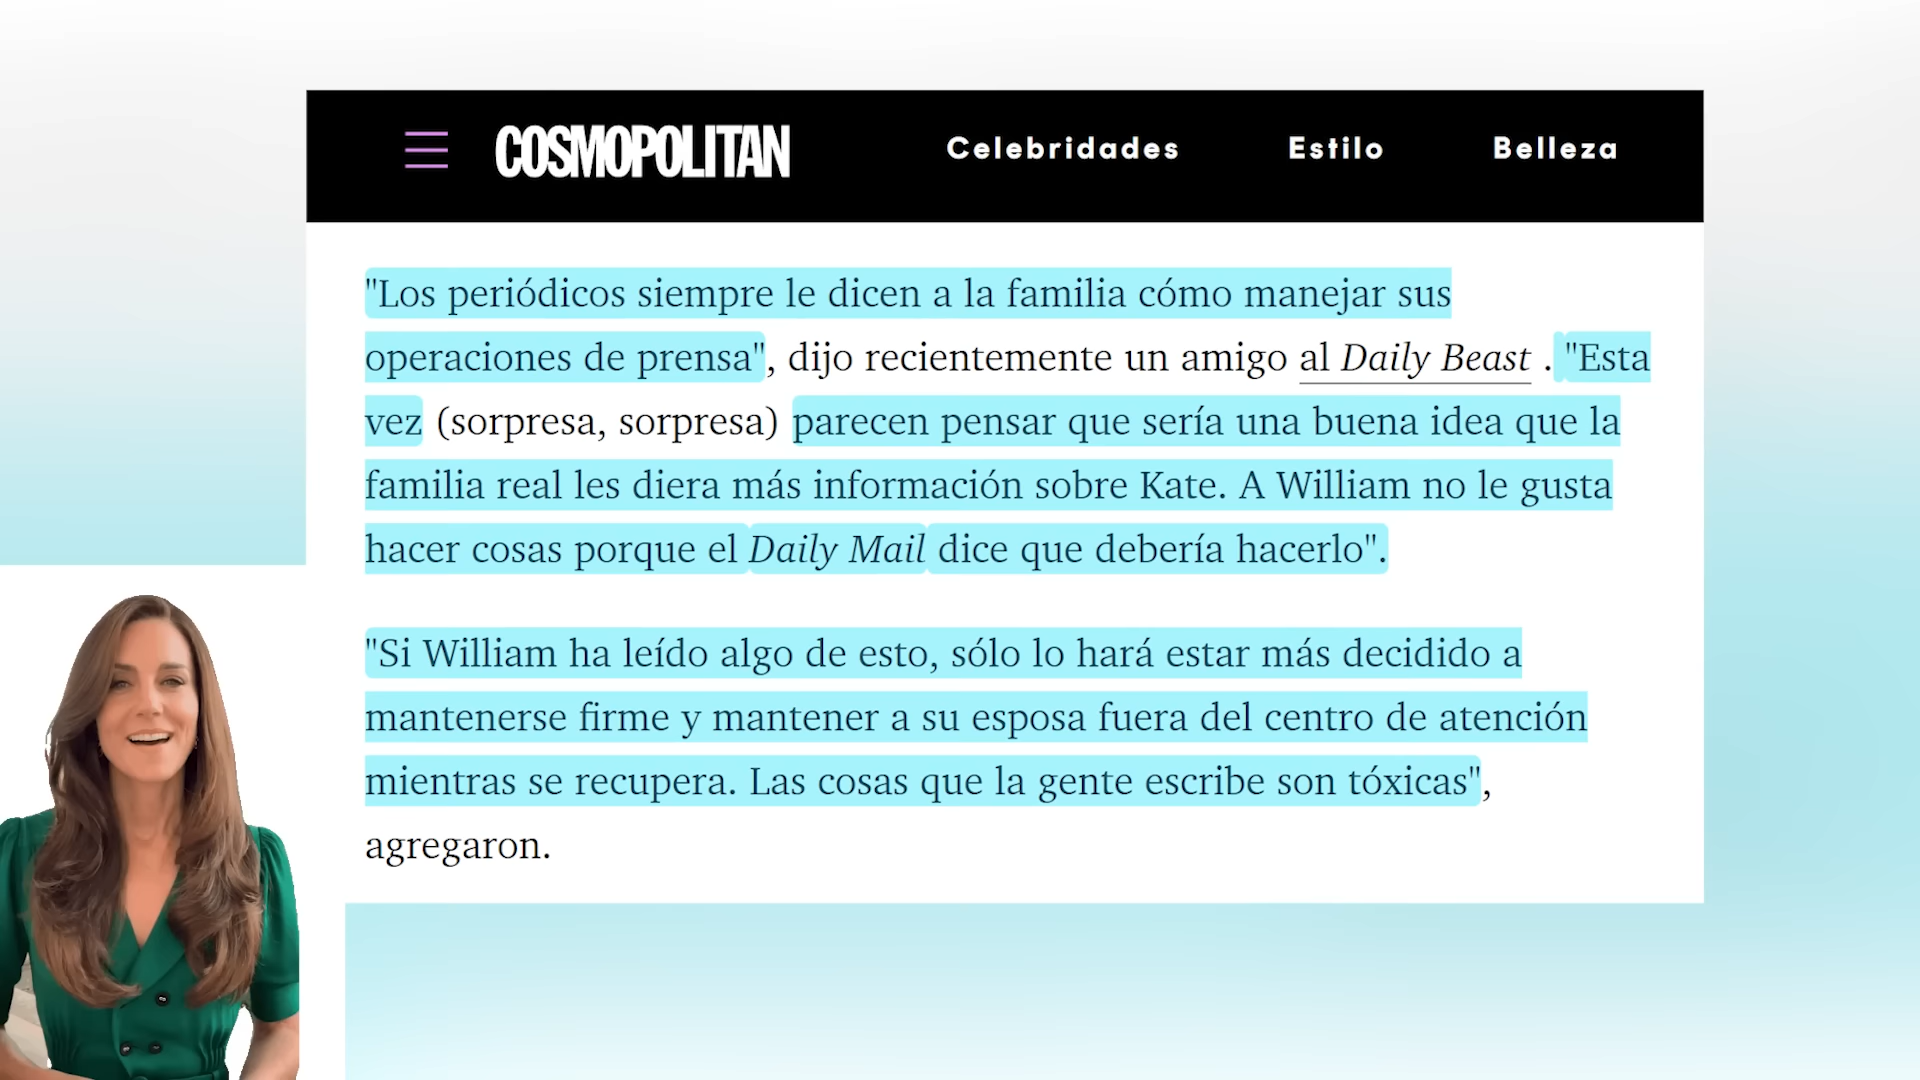 COSMOPOLITAN Celebridades Estilo Belleza
"Los periódicos siempre le dicen a la familia cómo manejar sus
operaciones de prensa", dijo recientemente un amigo al Daily Beast . "Esta
vez (sorpresa, sorpresa) parecen pensar que sería una buena idea que la
familia real les diera más información sobre Kate. A William no le gusta
hacer cosas porque el Daily Mail dice que debería hacerlo".
"Si William ha leído algo de esto, sólo lo hará estar más decidido a
mantenerse firme y mantener a su esposa fuera del centro de atención
mientras se recupera. Las cosas que la gente escribe son tóxicas",
agregaron.